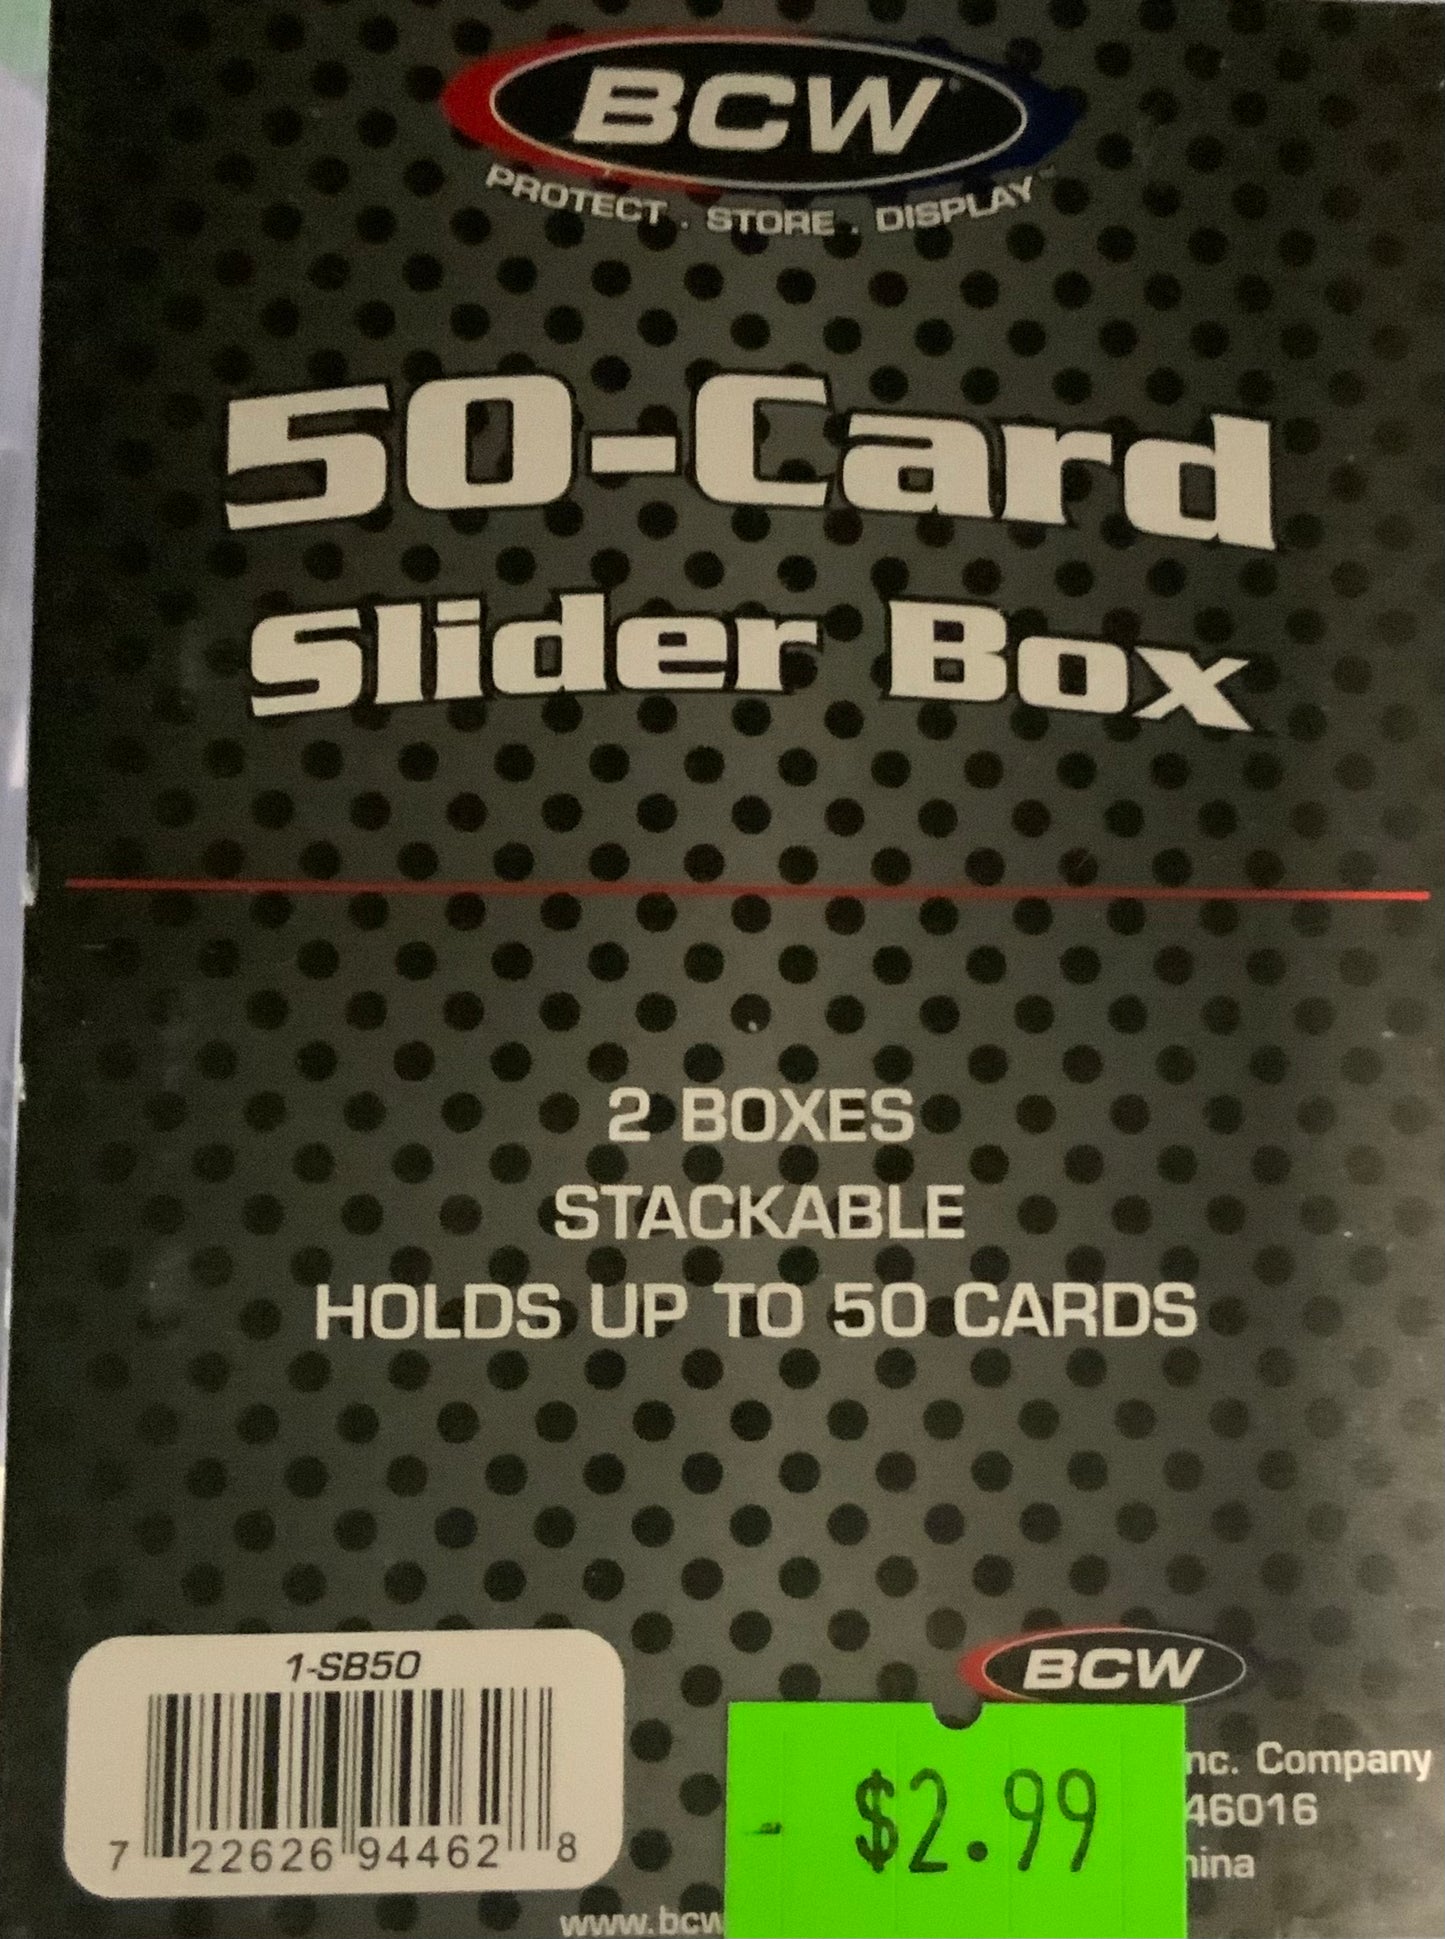 BCW
PROTECT . STORE . DISPLAY
50-Card
Slider Box
2 BOXES
STACKABLE
HOLDS UP TO 50 CARDS
1-SB50
7 22626 94462 8
BCW
nc. Company
46016
hina
www.bcw
$2.99